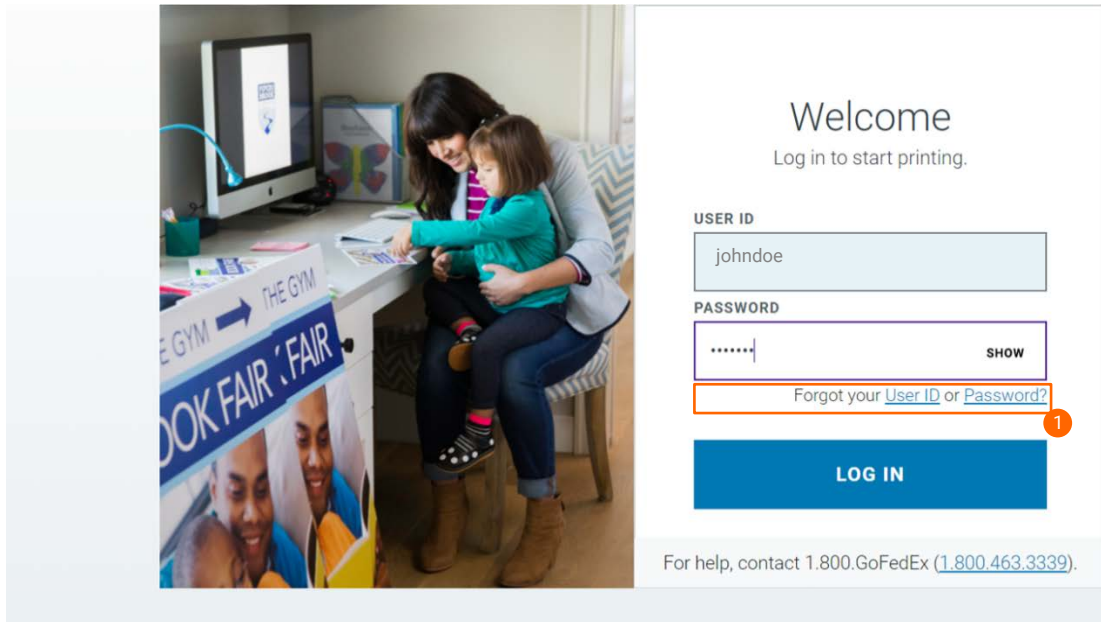 Welcome
Log in to start printing.
USER ID
johndoe
PASSWORD
•••••••
SHOW
Forgot your User ID or Password?
1
LOG IN
For help, contact 1.800.GoFedEx (1.800.463.3339).
THE GYM
E GYM
FAIR
OOK FAIR